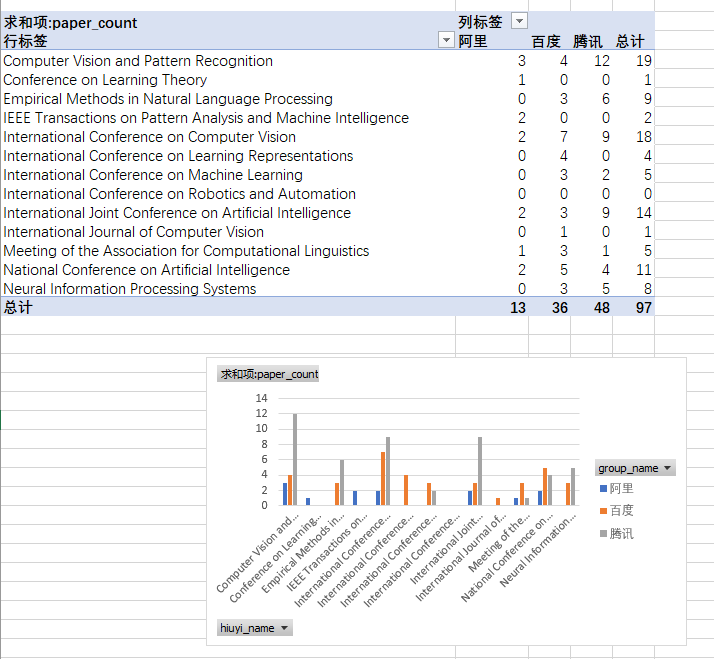 求和项:paper_count 列标签
行标签 阿里 百度 腾讯 总计
Computer Vision and Pattern Recognition 3 4 12 19
Conference on Learning Theory 1 0 0 1
Empirical Methods in Natural Language Processing 0 3 6 9
IEEE Transactions on Pattern Analysis and Machine Intelligence 2 0 0 2
International Conference on Computer Vision 2 7 9 18
International Conference on Learning Representations 0 4 0 4
International Conference on Machine Learning 0 3 2 5
International Conference on Robotics and Automation 0 0 0 0
International Joint Conference on Artificial Intelligence 2 3 9 14
International Journal of Computer Vision 0 1 0 1
Meeting of the Association for Computational Linguistics 1 3 1 5
National Conference on Artificial Intelligence 2 5 4 11
Neural Information Processing Systems 0 3 5 8
总计 13 36 48 97
求和项:paper_count
14
12
10
8
6
4
2
0
Computer Vision and...
Conference on Learning...
Empirical Methods in...
IEEE Transactions on...
International Conference...
International Conference...
International Conference...
International Conference...
International Joint...
International Journal of...
Meeting of the...
National Conference on...
Neural Information...
group_name
阿里
百度
腾讯
hiuyi_name